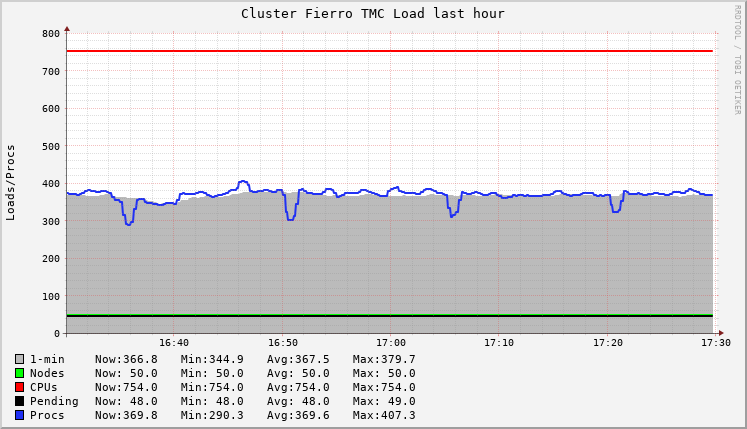 Cluster Fierro TMC Load last hour
RRDTOOL / TOBI OETIKER
Loads/Procs
800
700
600
500
400
300
200
100
0
16:40 16:50 17:00 17:10 17:20 17:30
1-min Now:366.8 Min:344.9 Avg:367.5 Max:379.7
Nodes Now: 50.0 Min: 50.0 Avg: 50.0 Max: 50.0
CPUs Now:754.0 Min:754.0 Avg:754.0 Max:754.0
Pending Now: 48.0 Min: 48.0 Avg: 48.0 Max: 49.0
Procs Now:369.8 Min:290.3 Avg:369.6 Max:407.3